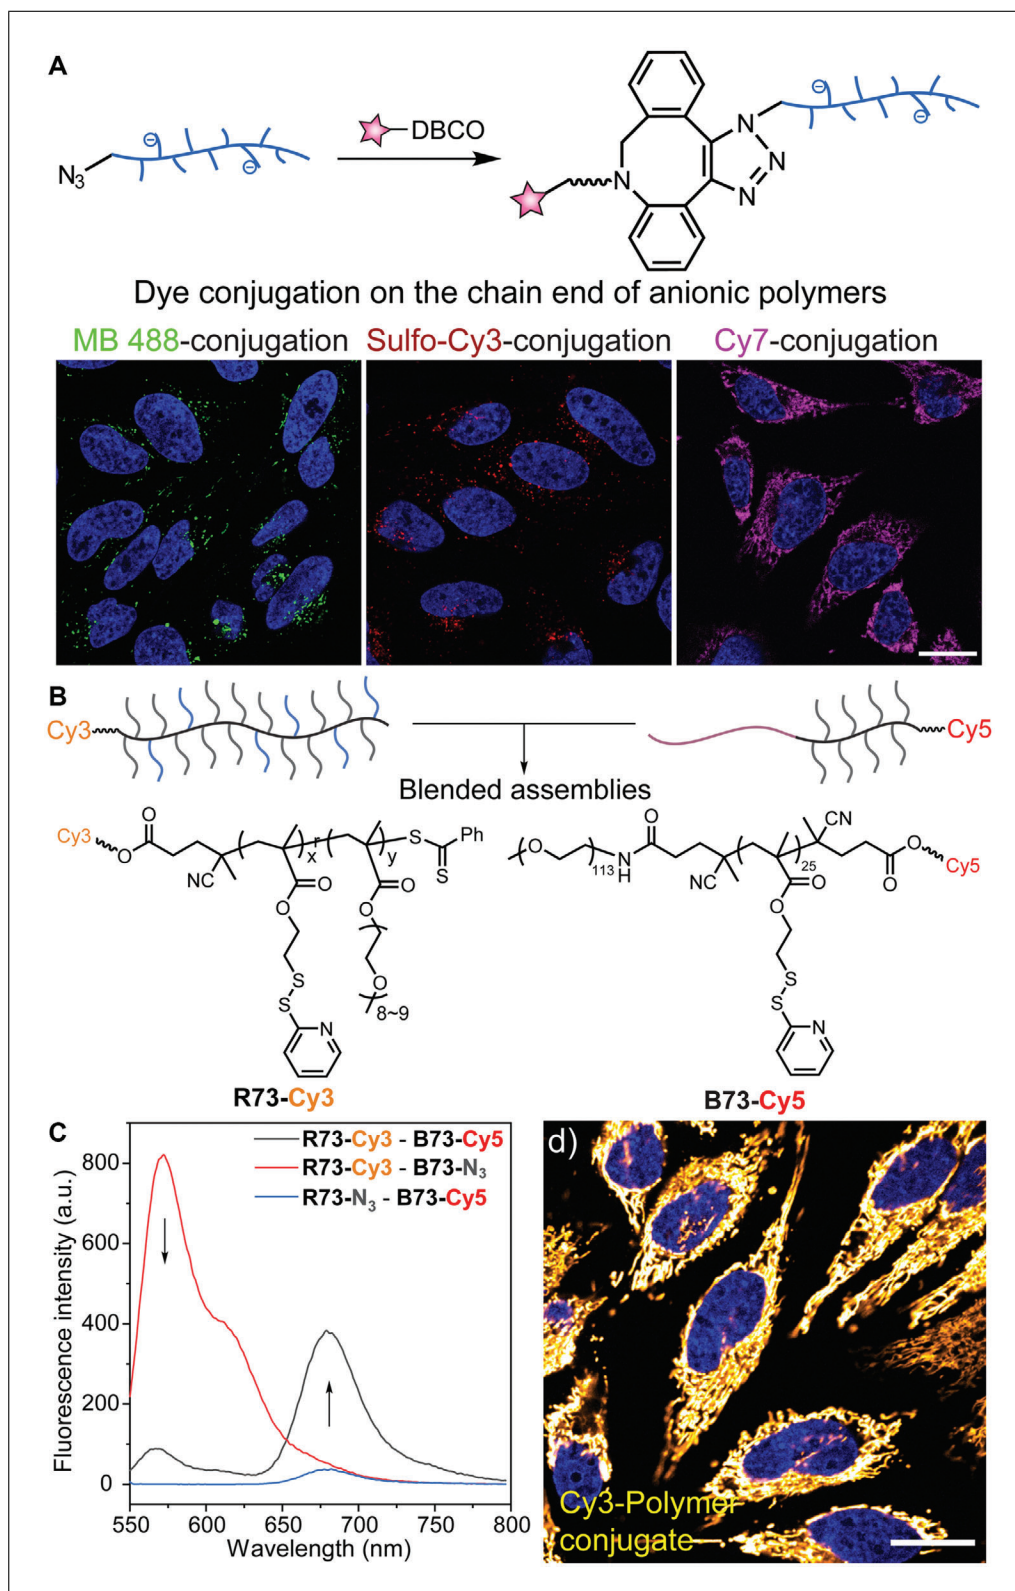 A
N3
DBCO
N
N
N
N
Dye conjugation on the chain end of anionic polymers
MB 488-conjugation Sulfo-Cy3-conjugation Cy7-conjugation
B
Cy3
Cy5
Blended assemblies
Cy3
O
O
NC
x
r
y
S
S
Ph
O
O
S
S
N
O
O
O
8~9
R73-Cy3
O
113
N
H
O
NC
25
CN
O
O
Cy5
O
O
S
S
N
B73-Cy5
C
R73-Cy3 - B73-Cy5
R73-Cy3 - B73-N3
R73-N3 - B73-Cy5
Fluorescence intensity (a.u.)
800
600
400
200
0
550 600 650 700 750 800
Wavelength (nm)
d)
Cy3-Polymer
conjugate